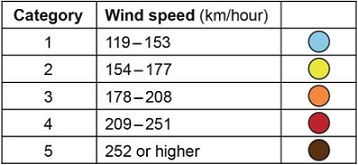 Category Wind speed (km/hour)
1 119–153
2 154–177
3 178–208
4 209–251
5 252 or higher